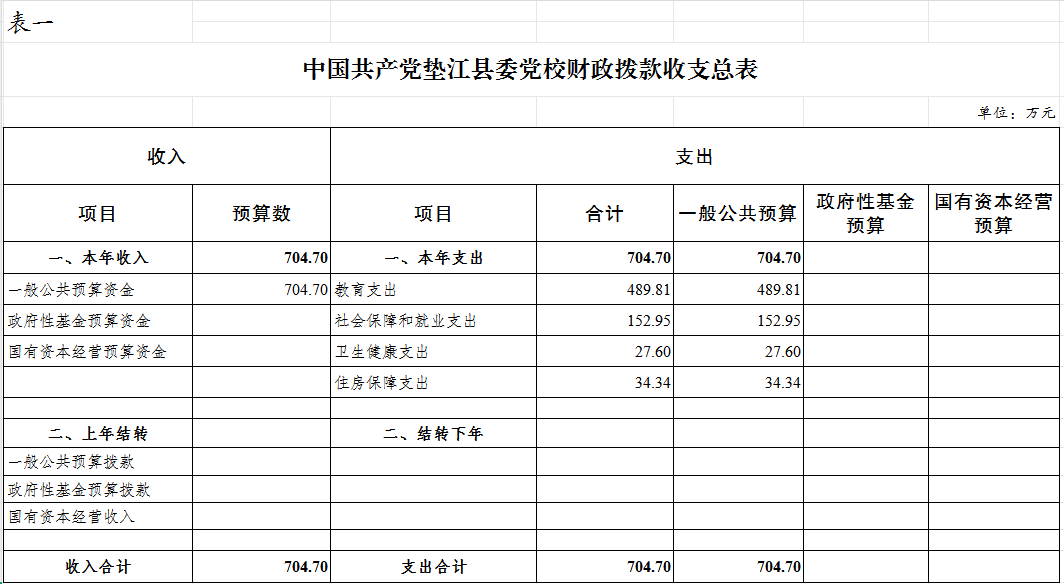 表一
中国共产党垫江县委党校财政拨款收支总表
单位：万元
收入 支出
项目 预算数 项目 合计 一般公共预算 政府性基金预算 国有资本经营预算
一、本年收入 704.70 一、本年支出 704.70 704.70
一般公共预算资金 704.70 教育支出 489.81 489.81
政府性基金预算资金 社会保障和就业支出 152.95 152.95
国有资本经营预算资金 卫生健康支出 27.60 27.60
住房保障支出 34.34 34.34
二、上年结转 二、结转下年
一般公共预算拨款
政府性基金预算拨款
国有资本经营收入
收入合计 704.70 支出合计 704.70 704.70